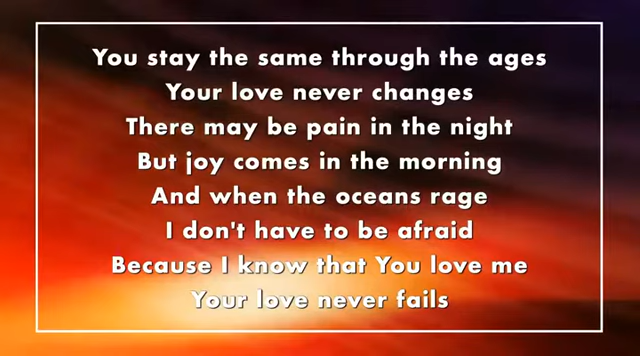 You stay the same through the ages
Your love never changes
There may be pain in the night
But joy comes in the morning
And when the oceans rage
I don't have to be afraid
Because I know that You love me
Your love never fails